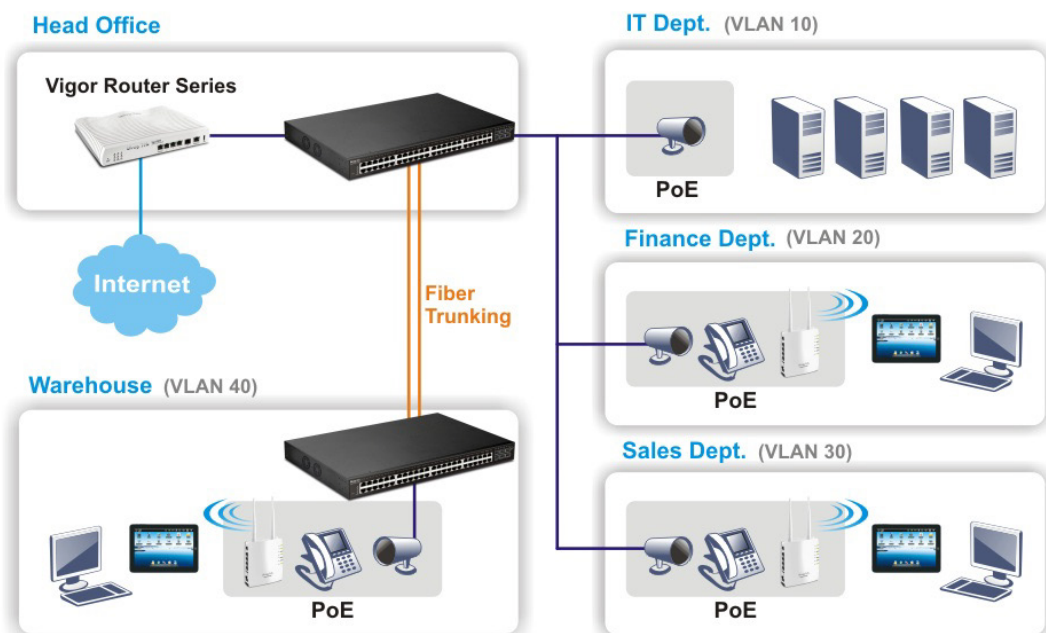 Head Office
Vigor Router Series
Internet
Fiber
Trunking
Warehouse (VLAN 40)
PoE
IT Dept. (VLAN 10)
PoE
Finance Dept. (VLAN 20)
PoE
Sales Dept. (VLAN 30)
PoE